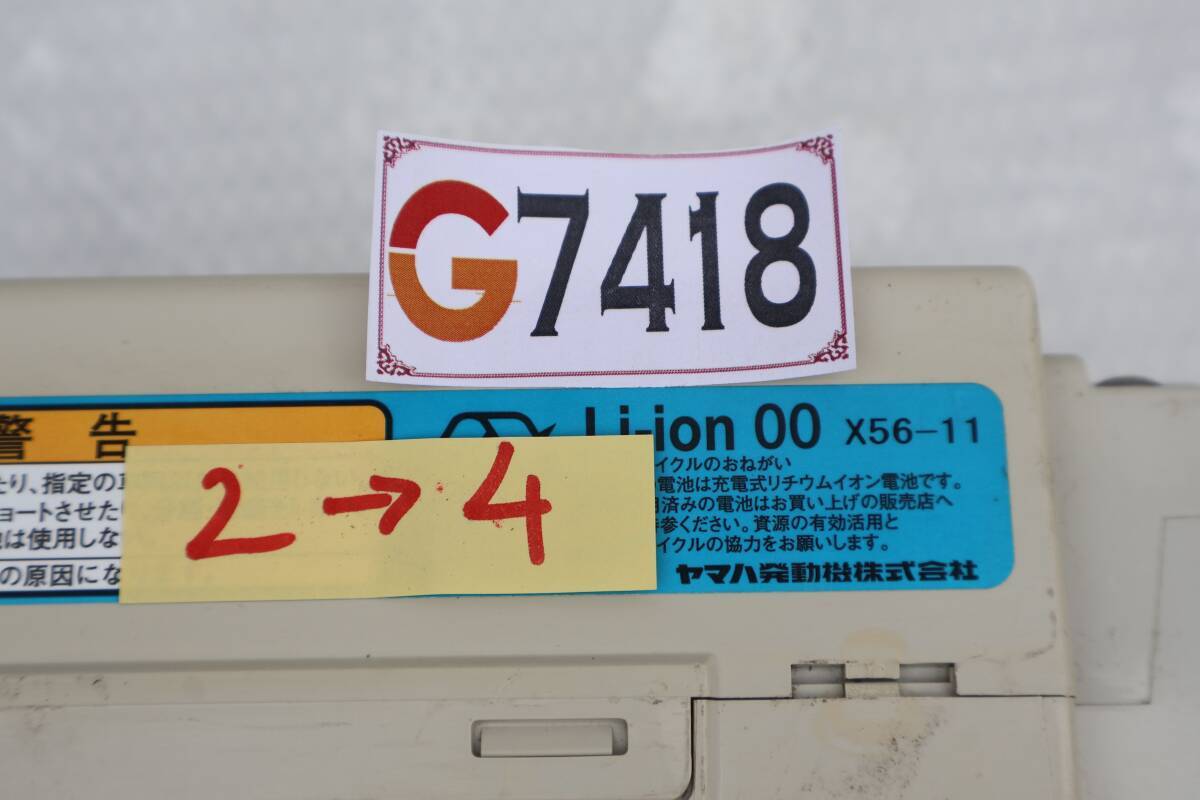 G7418
警告
Li-ion 00 X56-11
たり、指定の
ョートさせたり
は使用しな
の原因にな
2→4
イクルのおねがい
電池は充電式リチウムイオン電池です。
済みの電池はお買い上げの販売店へ
参ください。資源の有効活用と
イクルの協力をお願いします。
ヤマハ発動機株式会社